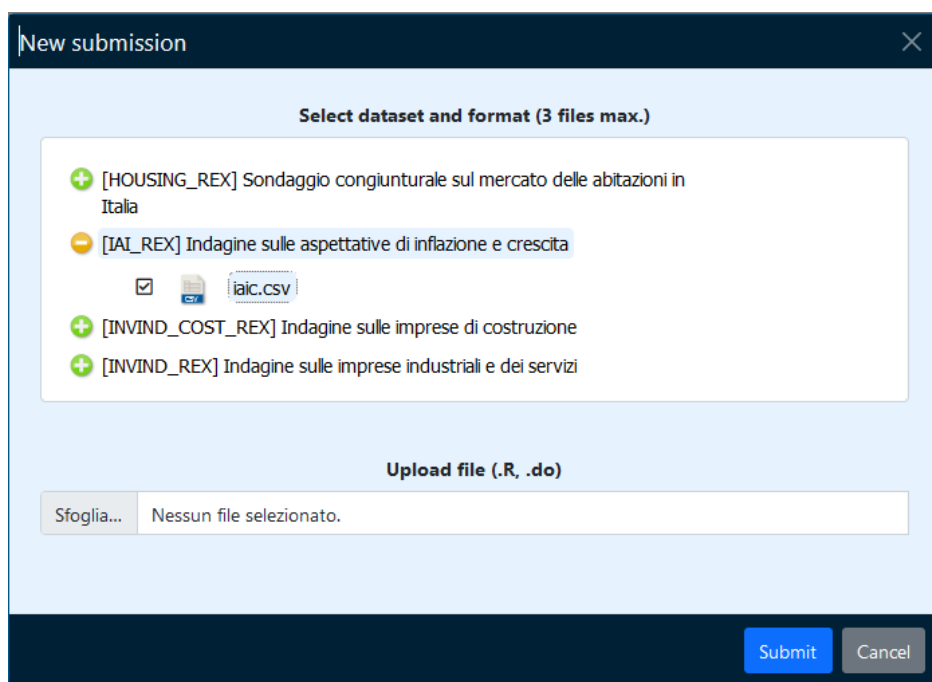 New submission
Select dataset and format (3 files max.)
[HOUSING_REX] Sondaggio congiunturale sul mercato delle abitazioni in
Italia
[IAI_REX] Indagine sulle aspettative di inflazione e crescita
CSV
iaic.csv
[INVIND_COST_REX] Indagine sulle imprese di costruzione
[INVIND_REX] Indagine sulle imprese industriali e dei servizi
Upload file (.R, .do)
Sfoglia... Nessun file selezionato.
Submit Cancel